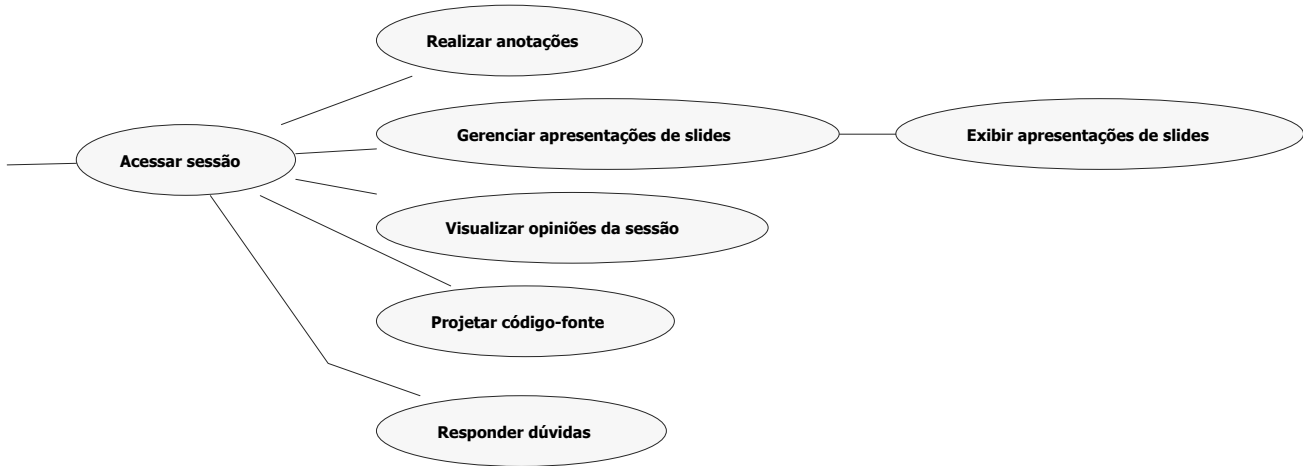 Realizar anotações
Gerenciar apresentações de slides
Exibir apresentações de slides
Acessar sessão
Visualizar opiniões da sessão
Projetar código-fonte
Responder dúvidas